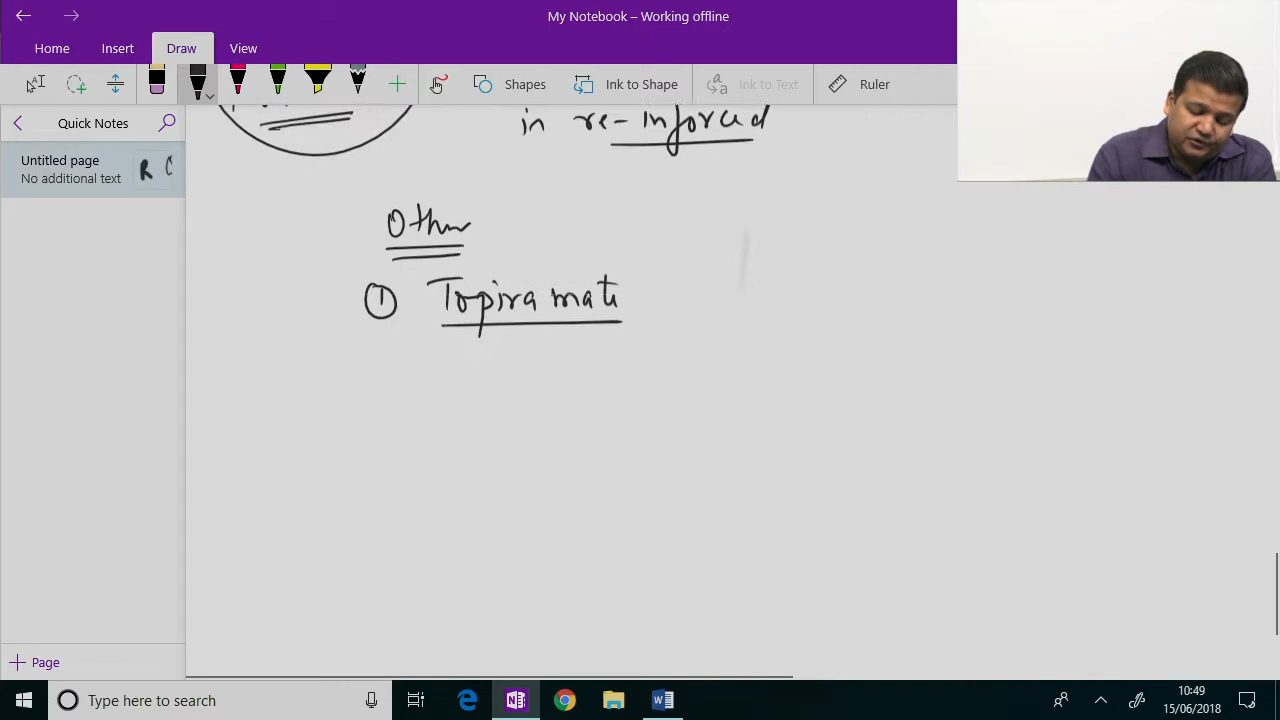 My Notebook – Working offline
Home Insert Draw View
Shapes Ink to Shape Ink to Text Ruler
Quick Notes
Untitled page
No additional text R
in re-inforced
Other
① Topiramate
+ Page
Type here to search
10:49
15/06/2018